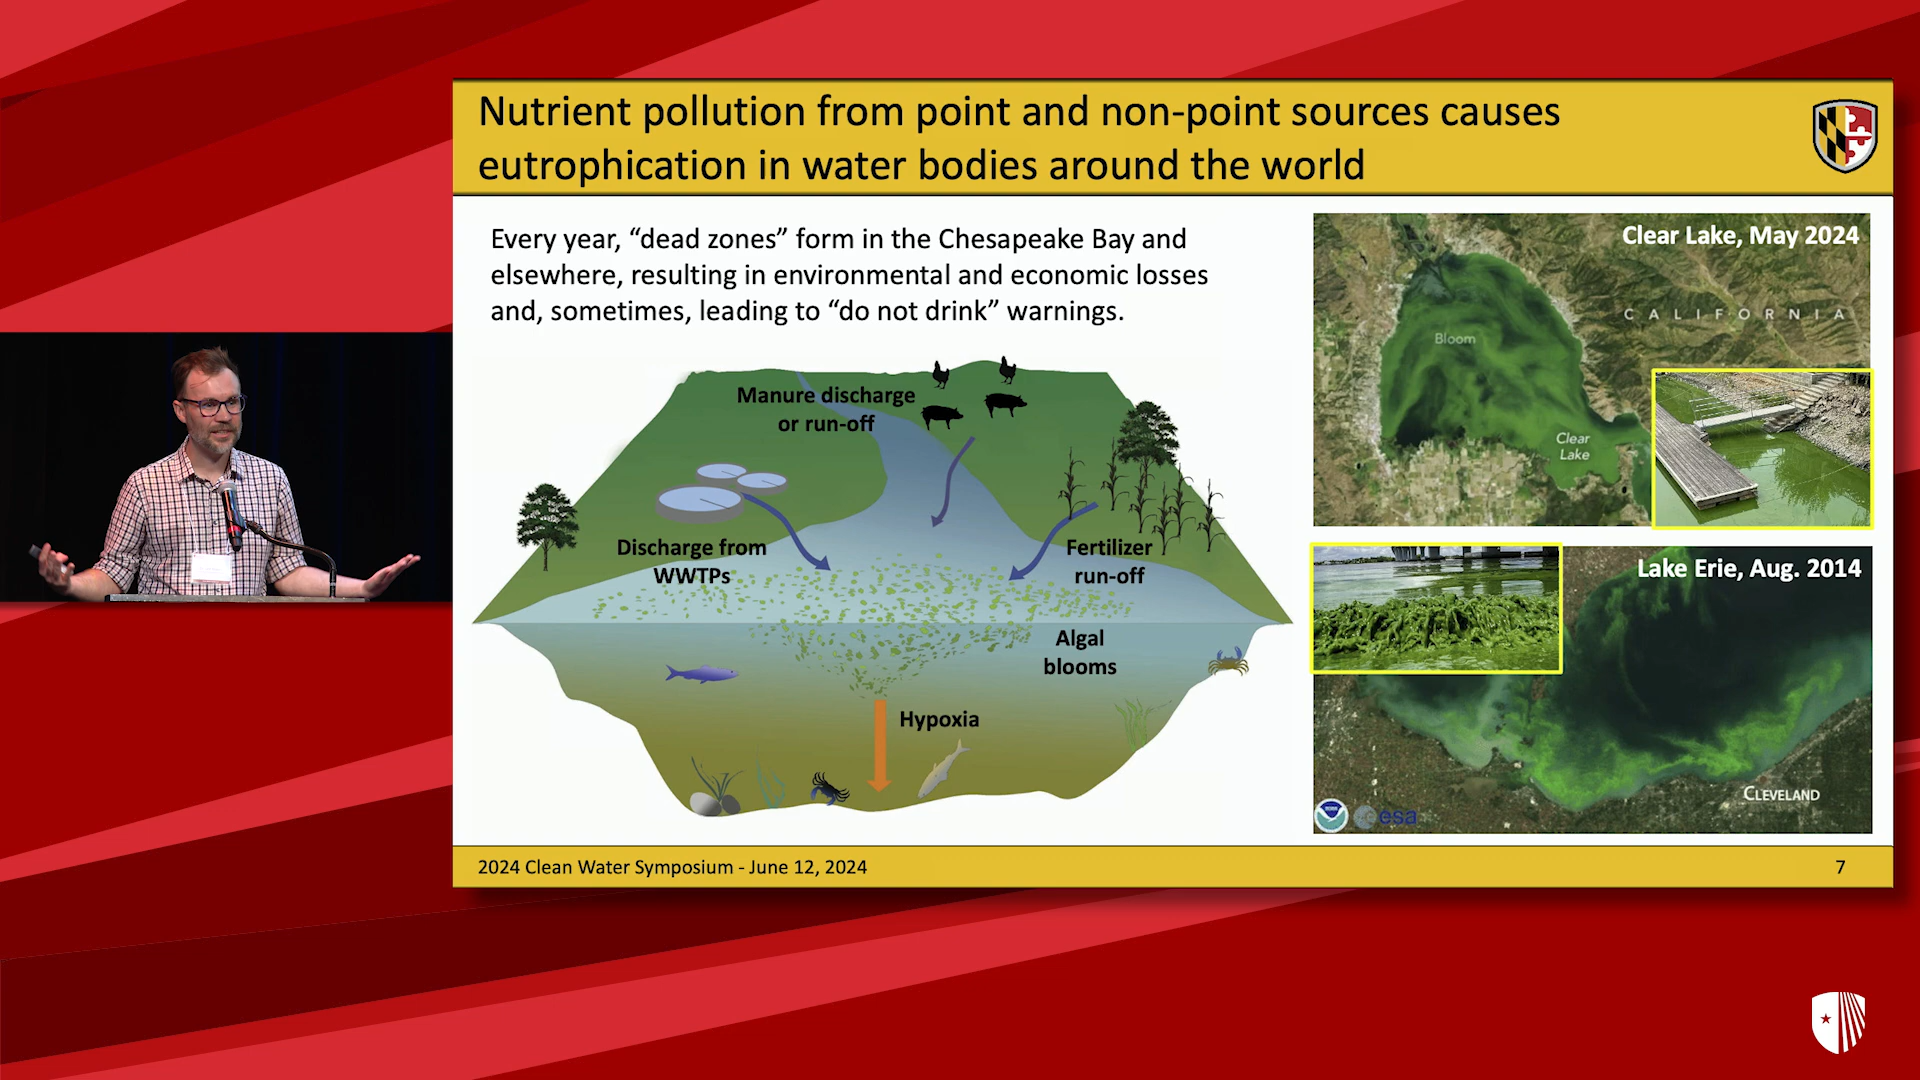 Nutrient pollution from point and non-point sources causes
eutrophication in water bodies around the world
Every year, “dead zones” form in the Chesapeake Bay and
elsewhere, resulting in environmental and economic losses
and, sometimes, leading to “do not drink” warnings.
Manure discharge
or run-off
Discharge from
WWTPs
Fertilizer
run-off
Algal
blooms
Hypoxia
Clear Lake, May 2024
CALIFORNIA
Bloom
Clear
Lake
Lake Erie, Aug. 2014
CLEVELAND
esa
2024 Clean Water Symposium - June 12, 2024
7